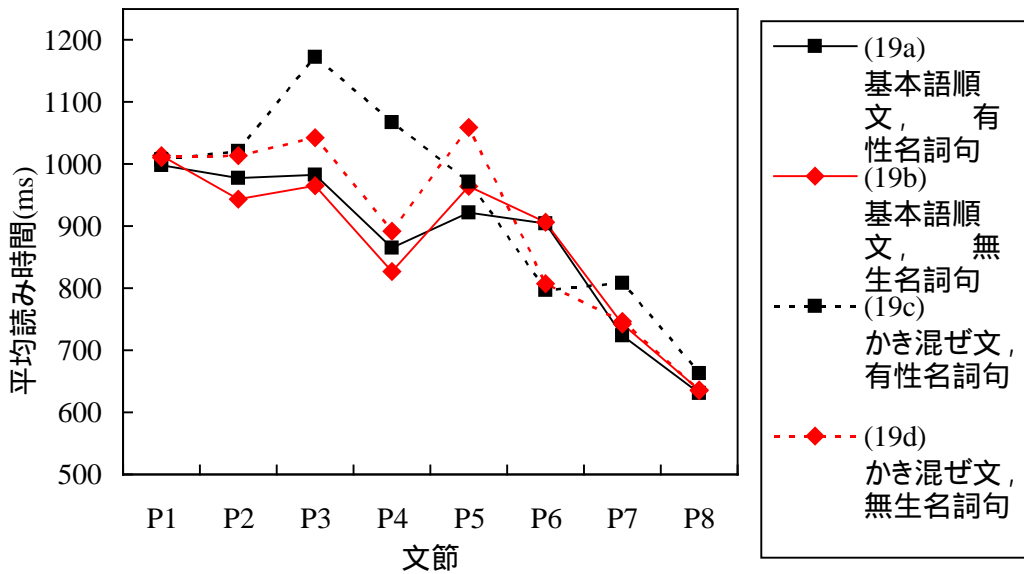 1200
1100
1000
900
800
700
600
500
平均読み時間(ms)
P1 P2 P3 P4 P5 P6 P7 P8
文節
(19a)
基本語順
文， 有
性名詞句
(19b)
基本語順
文， 無
生名詞句
(19c)
かき混ぜ文，
有性名詞句
(19d)
かき混ぜ文，
無生名詞句